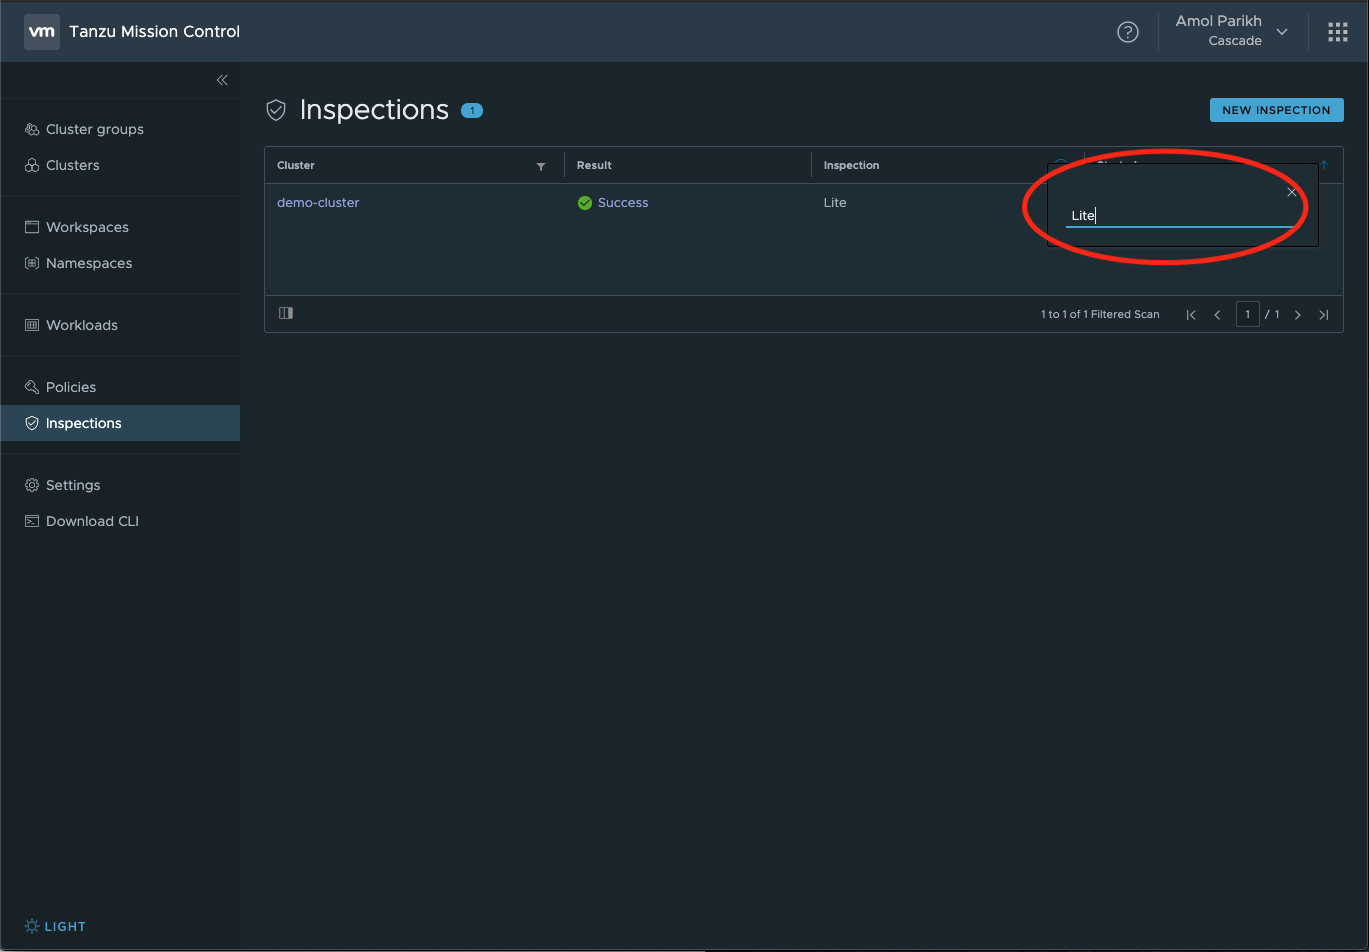 vm Tanzu Mission Control
Amol Parikh
Cascade
Cluster groups
Clusters
Workspaces
Namespaces
Workloads
Policies
Inspections
Settings
Download CLI
LIGHT
Inspections 1
NEW INSPECTION
Cluster Result Inspection
demo-cluster Success Lite
Lite
1 to 1 of 1 Filtered Scan 1 / 1